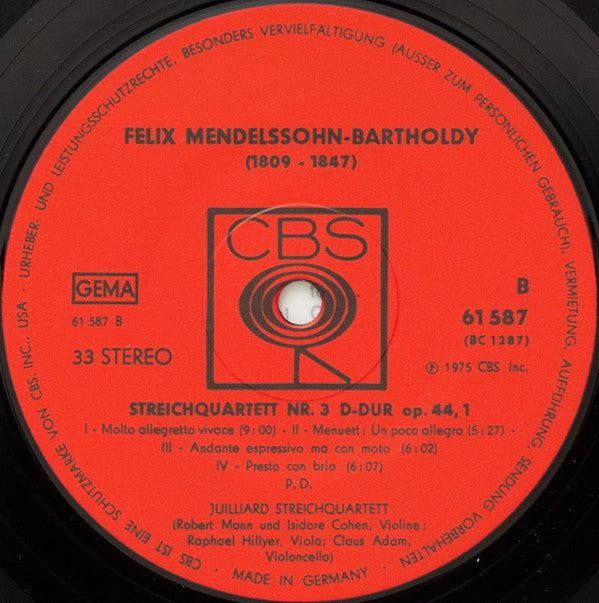 URHEBER- UND LEISTUNGSSCHUTZRECHTE, BESONDERS VERVIELFÄLTIGUNG (AUSSER ZUM PERSÖNLICHEN GEBRAUCH), VERMIETUNG, AUFFÜHRUNG, SENDUNG VORBEHALTEN
FELIX MENDELSSOHN-BARTHOLDY
(1809 - 1847)
CBS
GEMA
61 587 B
33 STEREO
B
61 587
(BC 1287)
Ⓟ 1975 CBS Inc.
STREICHQUARTETT NR. 3 D-DUR op. 44, 1
I - Molto allegretto vivace (9:00) - II - Menuett: Un poco allegro (5:27) -
III - Andante espressivo ma con moto (6:02)
IV - Presto con brio (6:07)
P. D.
JUILLIARD STREICHQUARTETT
(Robert Mann und Isidore Cohen, Violine;
Raphael Hillyer, Viola; Claus Adam,
Violoncello)
MADE IN GERMANY
CBS IST EINE SCHUTZMARKE VON CBS. INC., USA